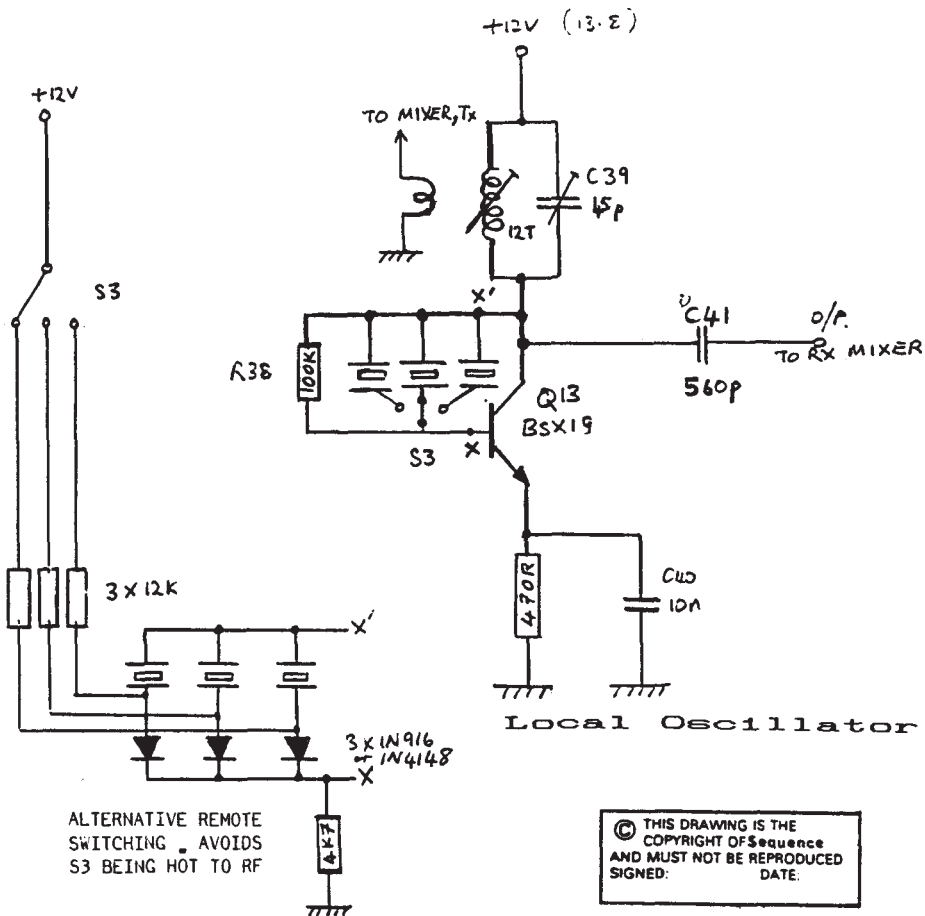 +12V (13.8)
+12V
TO MIXER, Tx
C39
15p
12T
S3
X'
C41
O/P.
TO RX MIXER
560p
R38
100K
Q13
BSX19
S3
X
3 X 12K
470R
C40
10n
X'
Local Oscillator
3 x 1N916
or 1N4148
X
4K7
ALTERNATIVE REMOTE
SWITCHING . AVOIDS
S3 BEING HOT TO RF
© THIS DRAWING IS THE
COPYRIGHT OF Sequence
AND MUST NOT BE REPRODUCED
SIGNED: DATE: